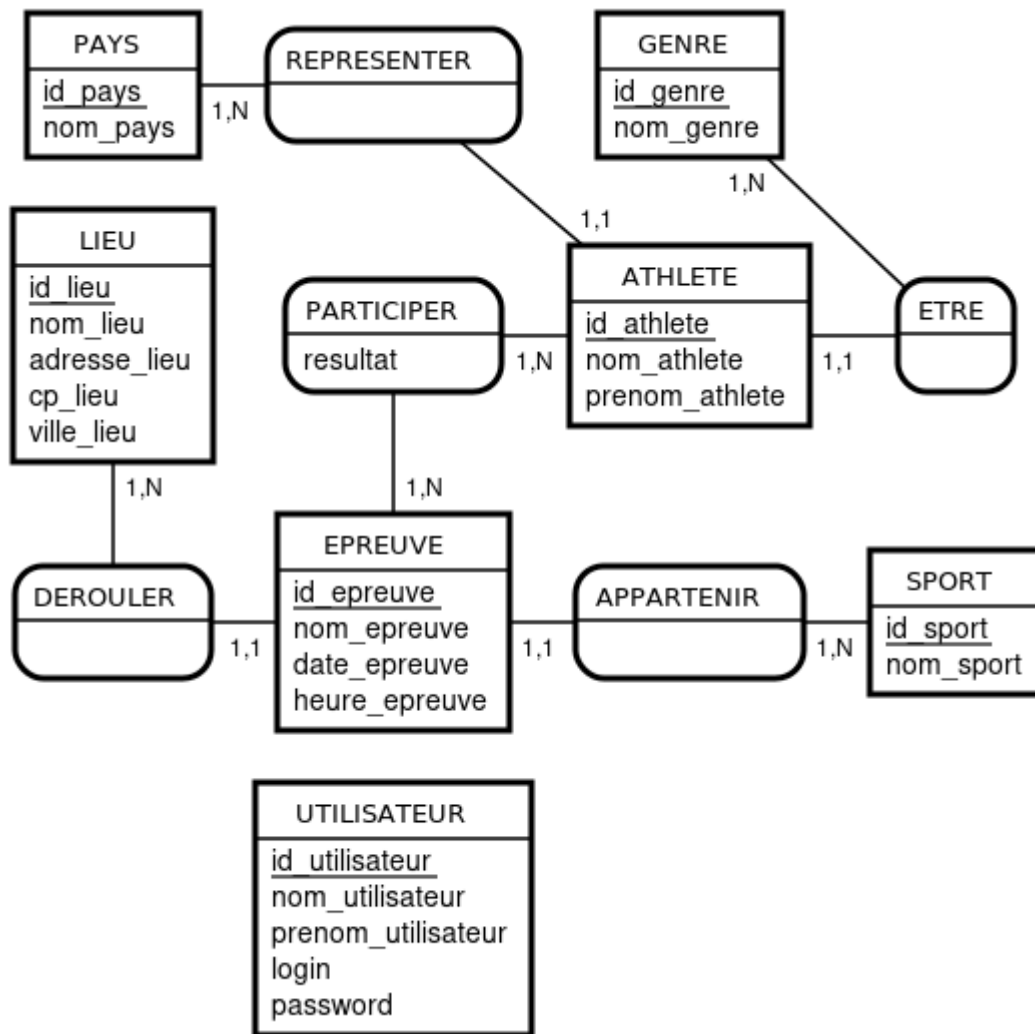 PAYS
id_pays
nom_pays
1,N
REPRESENTER
GENRE
id_genre
nom_genre
1,N
1,1
LIEU
id_lieu
nom_lieu
adresse_lieu
cp_lieu
ville_lieu
1,N
PARTICIPER
resultat
1,N
1,N
ATHLETE
id_athlete
nom_athlete
prenom_athlete
1,1
ETRE
DEROULER
1,1
EPREUVE
id_epreuve
nom_epreuve
date_epreuve
heure_epreuve
1,1
APPARTENIR
1,N
SPORT
id_sport
nom_sport
UTILISATEUR
id_utilisateur
nom_utilisateur
prenom_utilisateur
login
password